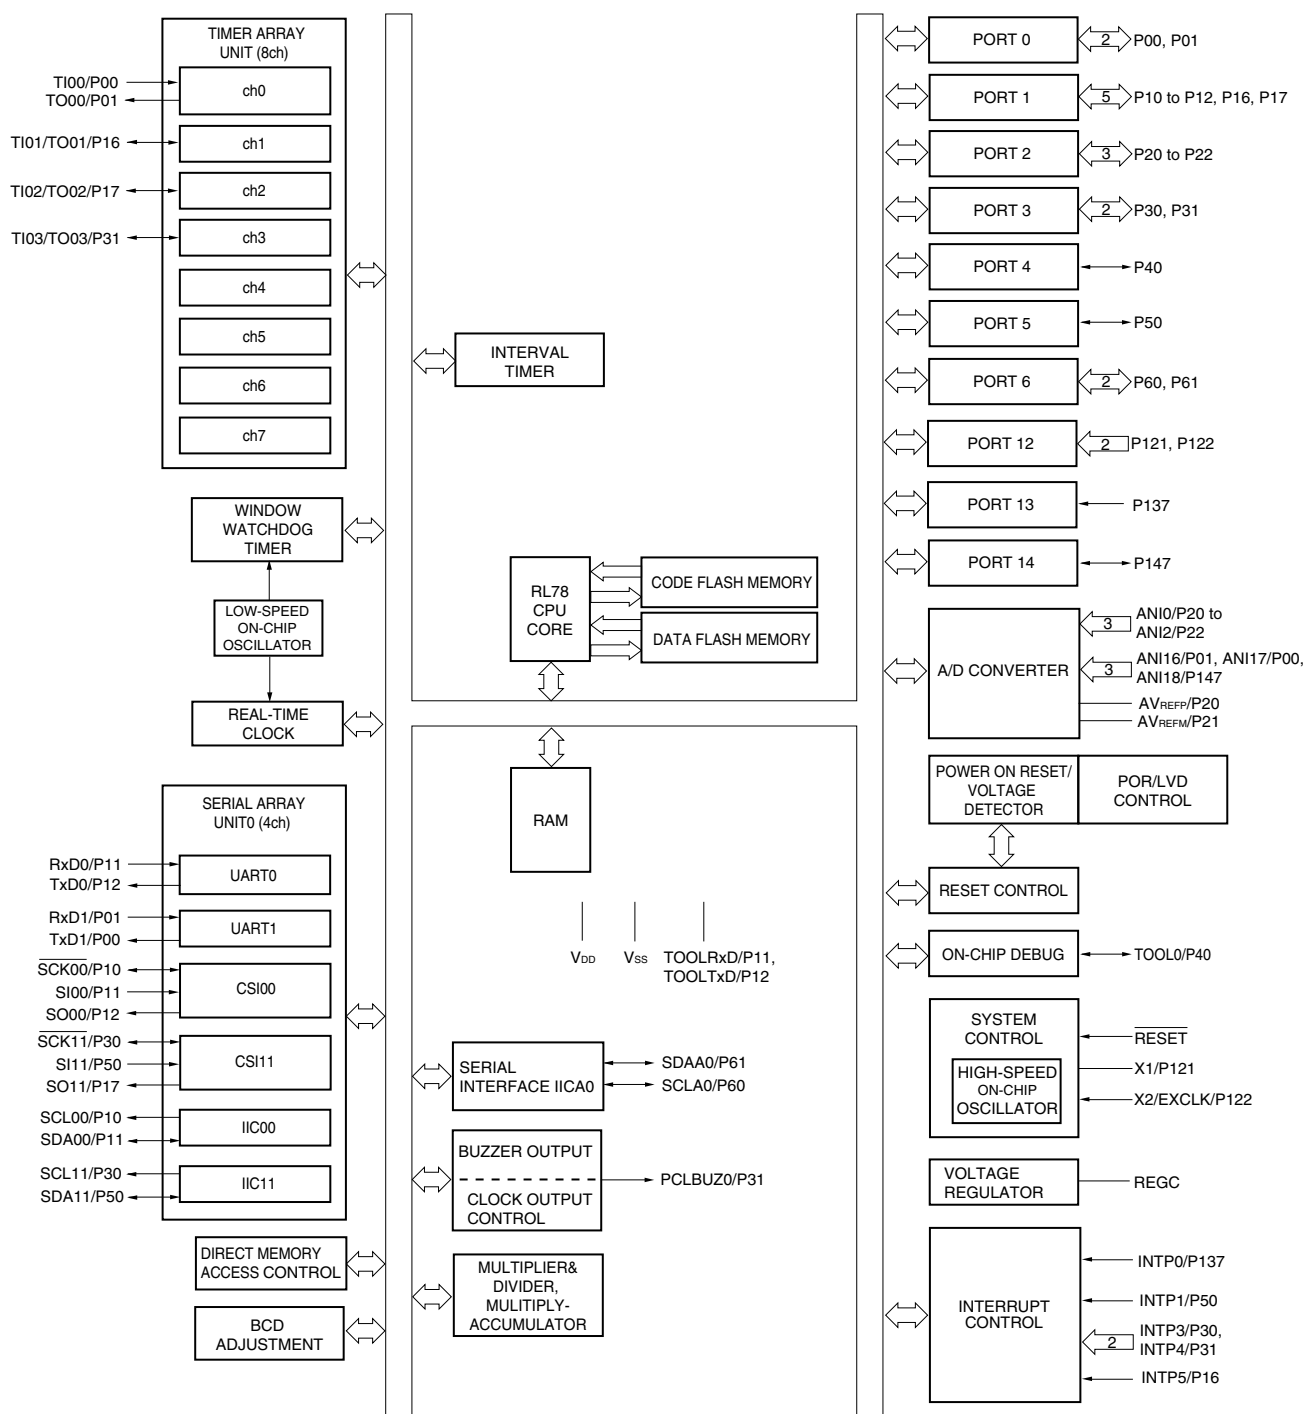 TIMER ARRAY
UNIT (8ch)
TI00/P00
TO00/P01
ch0
TI01/TO01/P16
ch1
TI02/TO02/P17
ch2
TI03/TO03/P31
ch3
ch4
ch5
ch6
ch7
WINDOW
WATCHDOG
TIMER
LOW-SPEED
ON-CHIP
OSCILLATOR
REAL-TIME
CLOCK
SERIAL ARRAY
UNIT0 (4ch)
RxD0/P11
TxD0/P12
UART0
RxD1/P01
TxD1/P00
UART1
SCK00/P10
SI00/P11
SO00/P12
CSI00
SCK11/P30
SI11/P50
SO11/P17
CSI11
SCL00/P10
SDA00/P11
IIC00
SCL11/P30
SDA11/P50
IIC11
DIRECT MEMORY
ACCESS CONTROL
BCD
ADJUSTMENT
INTERVAL
TIMER
RL78
CPU
CORE
CODE FLASH MEMORY
DATA FLASH MEMORY
RAM
VDD
VSS
TOOLRxD/P11,
TOOLTxD/P12
SERIAL
INTERFACE IICA0
SDAA0/P61
SCLA0/P60
BUZZER OUTPUT
CLOCK OUTPUT
CONTROL
PCLBUZ0/P31
MULTIPLIER&
DIVIDER,
MULITIPLY-
ACCUMULATOR
PORT 0
2
P00, P01
PORT 1
5
P10 to P12, P16, P17
PORT 2
3
P20 to P22
PORT 3
2
P30, P31
PORT 4
P40
PORT 5
P50
PORT 6
2
P60, P61
PORT 12
2
P121, P122
PORT 13
P137
PORT 14
P147
A/D CONVERTER
3
ANI0/P20 to
ANI2/P22
3
ANI16/P01, ANI17/P00,
ANI18/P147
AVREFP/P20
AVREFM/P21
POWER ON RESET/
VOLTAGE
DETECTOR
POR/LVD
CONTROL
RESET CONTROL
ON-CHIP DEBUG
TOOL0/P40
SYSTEM
CONTROL
HIGH-SPEED
ON-CHIP
OSCILLATOR
RESET
X1/P121
X2/EXCLK/P122
VOLTAGE
REGULATOR
REGC
INTERRUPT
CONTROL
INTP0/P137
INTP1/P50
2
INTP3/P30,
INTP4/P31
INTP5/P16